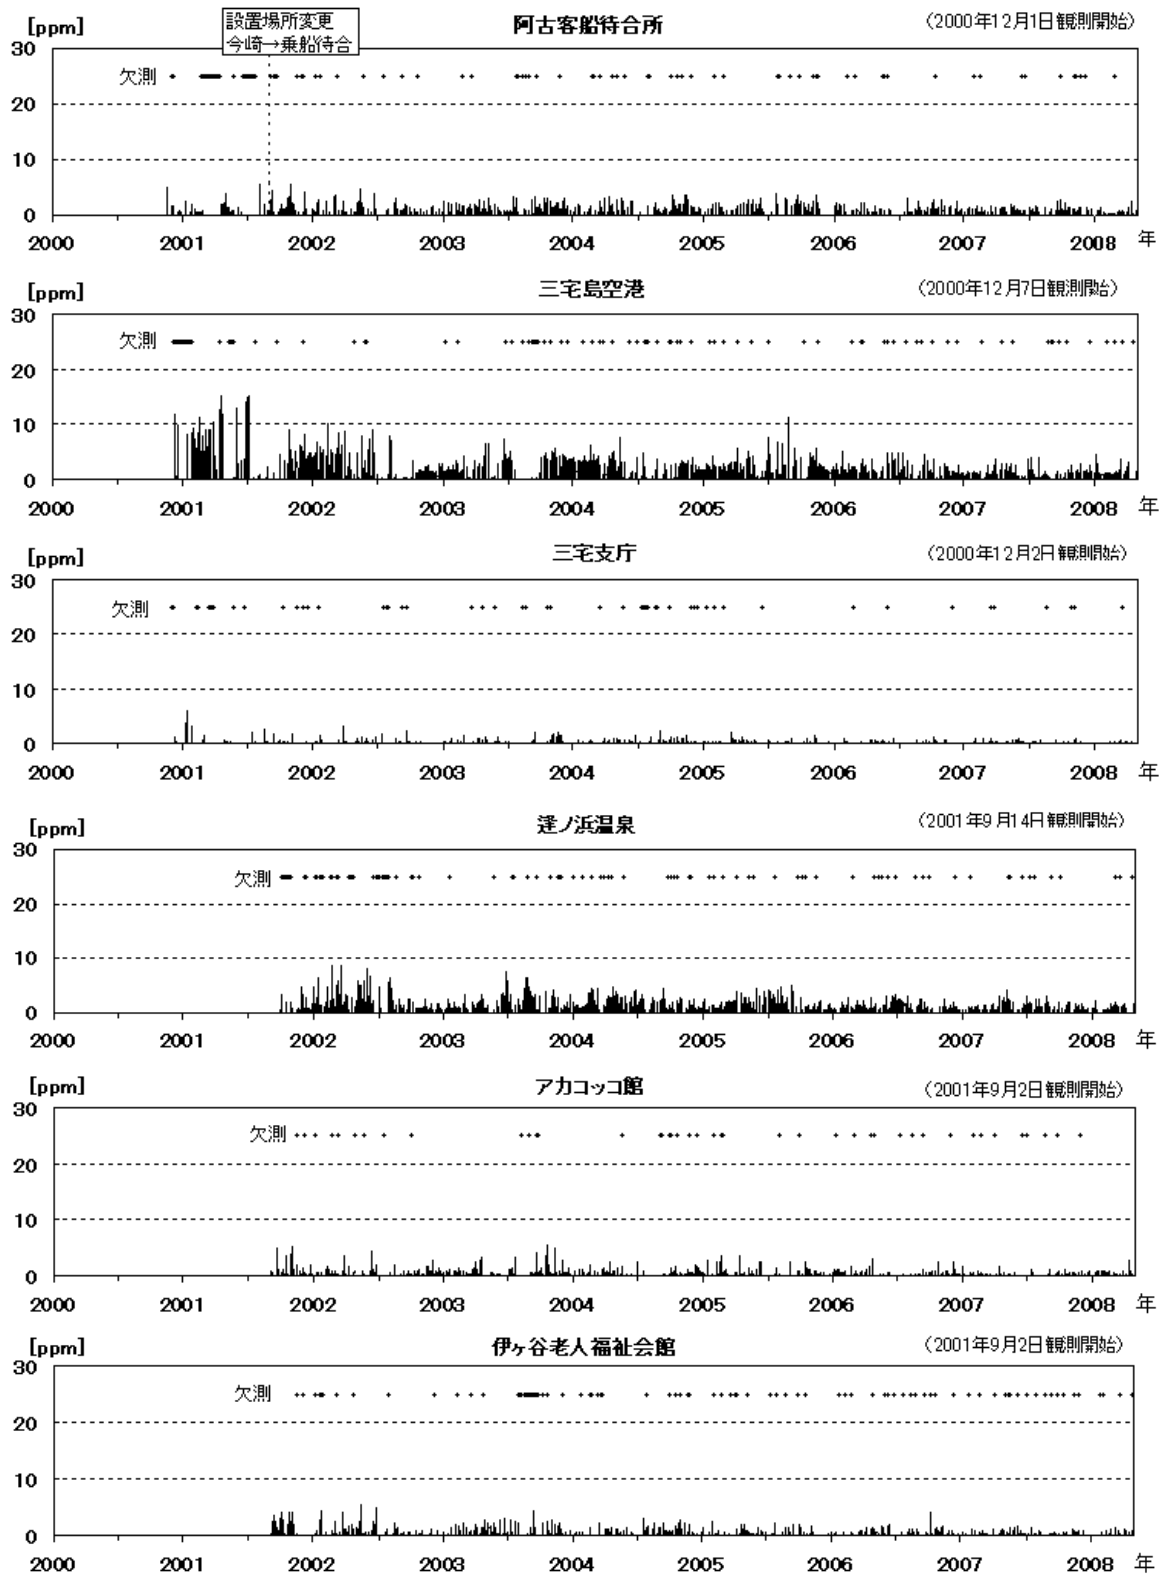 [ppm] 阿古客船待合所 (2000年12月1日観測開始)
設置場所変更
今崎→乗船待合
30
欠測
20
10
0
2000 2001 2002 2003 2004 2005 2006 2007 2008 年
[ppm] 三宅島空港 (2000年12月7日観測開始)
30
欠測
20
10
0
2000 2001 2002 2003 2004 2005 2006 2007 2008 年
[ppm] 三宅支庁 (2000年12月2日観測開始)
30
欠測
20
10
0
2000 2001 2002 2003 2004 2005 2006 2007 2008 年
[ppm] 逢ノ浜温泉 (2001年9月14日観測開始)
30
欠測
20
10
0
2000 2001 2002 2003 2004 2005 2006 2007 2008 年
[ppm] アカコッコ館 (2001年9月2日観測開始)
30
欠測
20
10
0
2000 2001 2002 2003 2004 2005 2006 2007 2008 年
[ppm] 伊ヶ谷老人福祉会館 (2001年9月2日観測開始)
30
欠測
20
10
0
2000 2001 2002 2003 2004 2005 2006 2007 2008 年